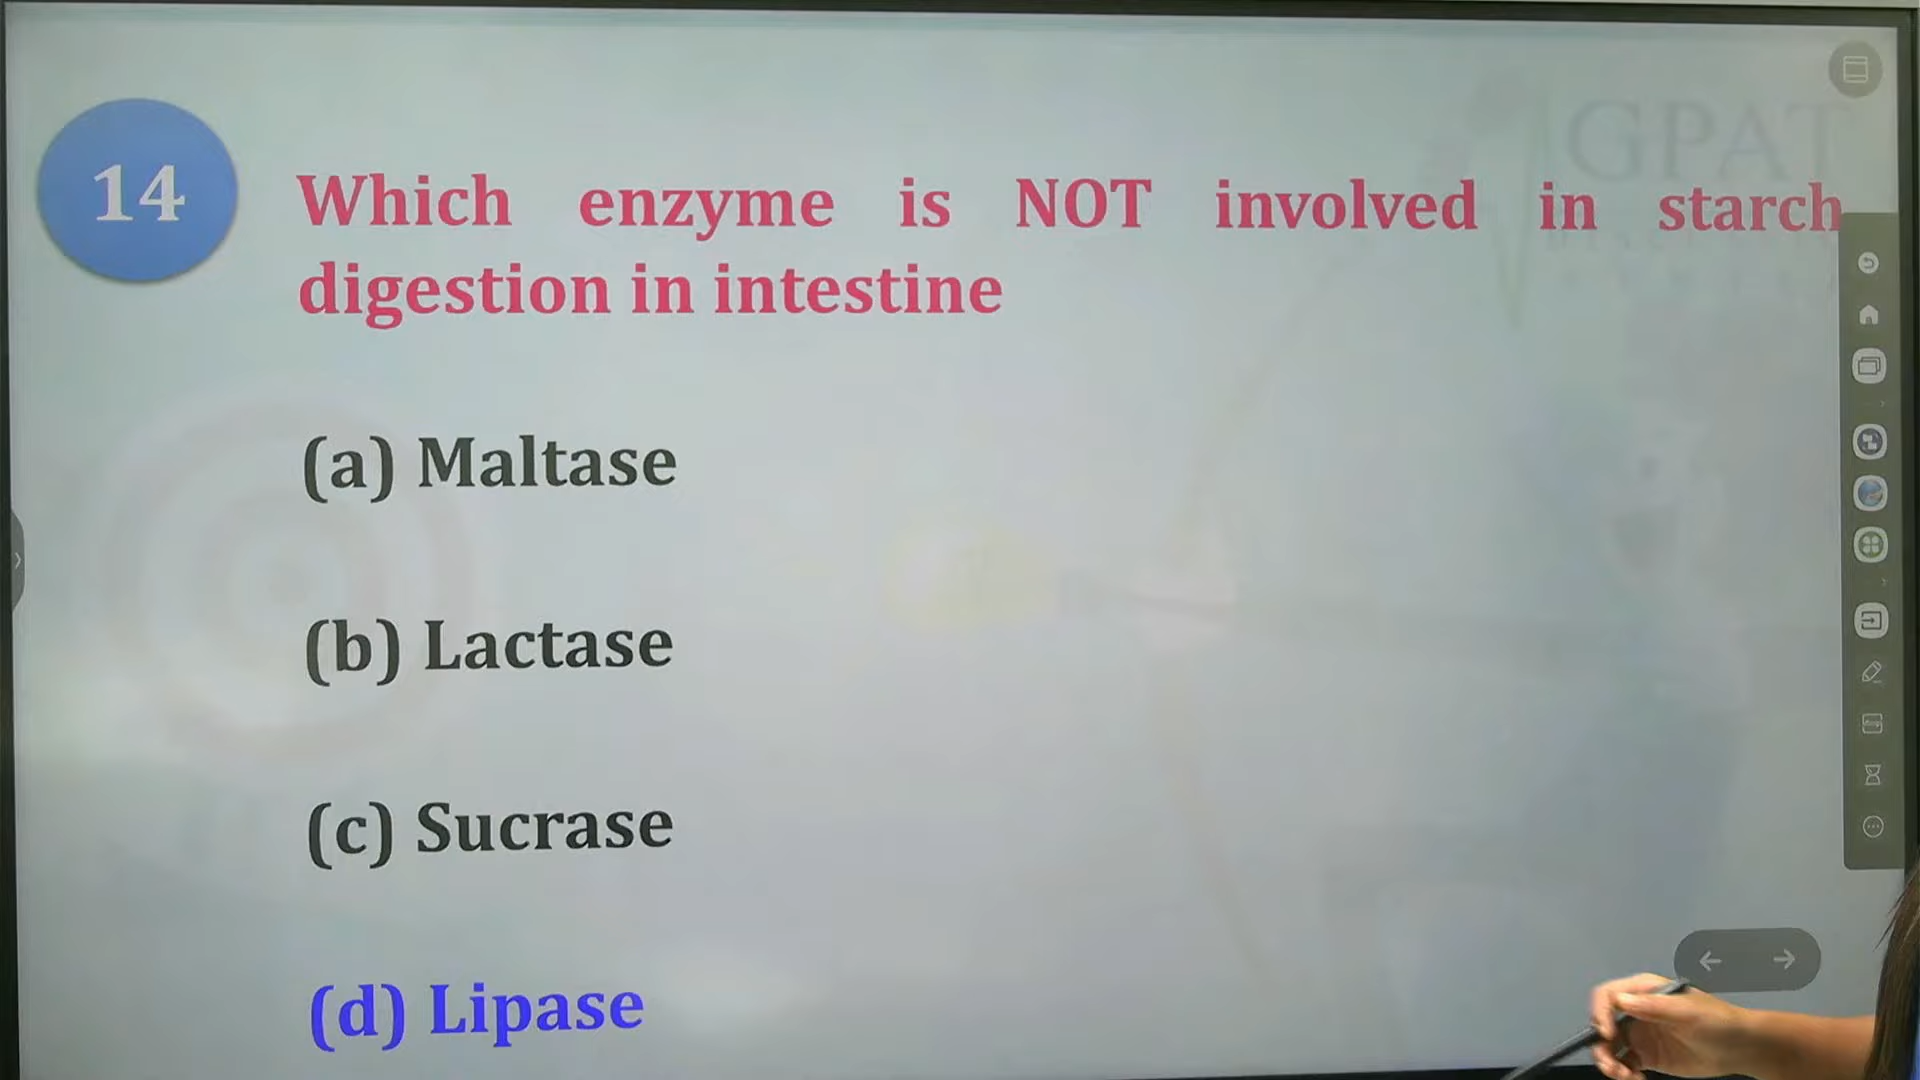 GPAT
14
Which enzyme is NOT involved in starch
digestion in intestine
(a) Maltase
(b) Lactase
(c) Sucrase
(d) Lipase